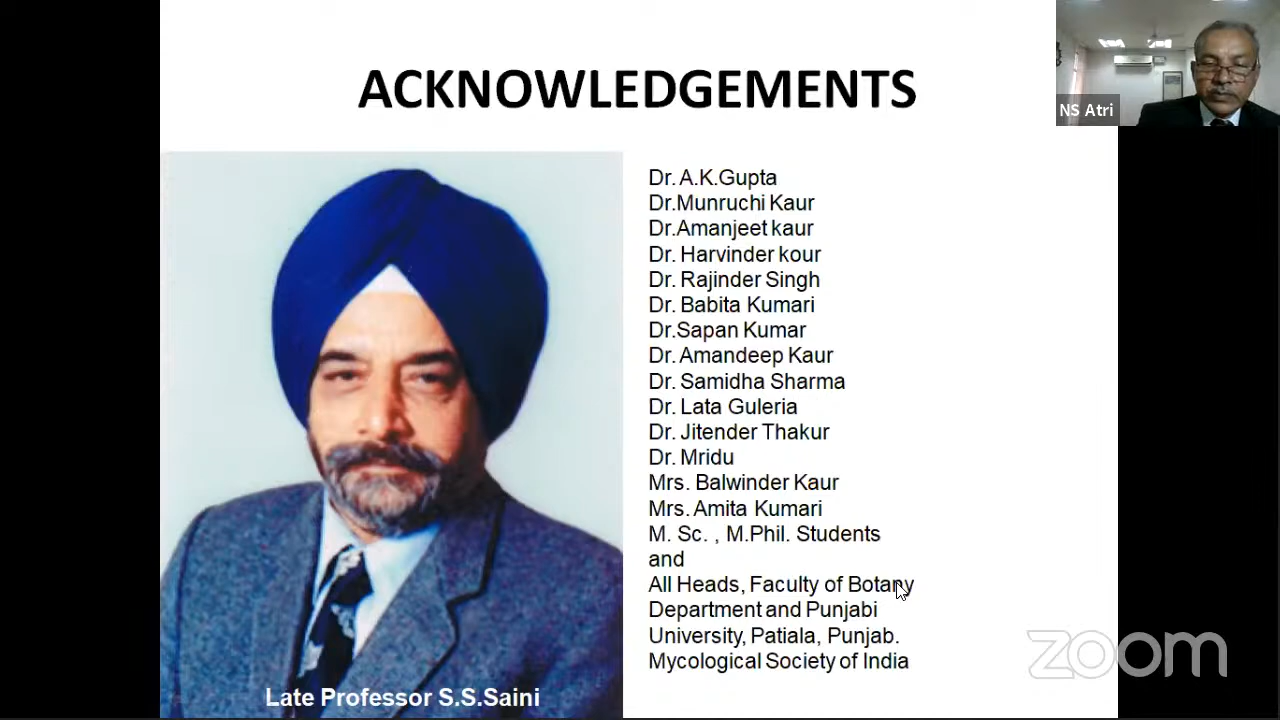 ACKNOWLEDGEMENTS
NS Atri
Dr. A.K.Gupta
Dr.Munruchi Kaur
Dr.Amanjeet kaur
Dr. Harvinder kour
Dr. Rajinder Singh
Dr. Babita Kumari
Dr.Sapan Kumar
Dr. Amandeep Kaur
Dr. Samidha Sharma
Dr. Lata Guleria
Dr. Jitender Thakur
Dr. Mridu
Mrs. Balwinder Kaur
Mrs. Amita Kumari
M. Sc. , M.Phil. Students
and
All Heads, Faculty of Botany
Department and Punjabi
University, Patiala, Punjab.
Mycological Society of India
Late Professor S.S.Saini
zoom